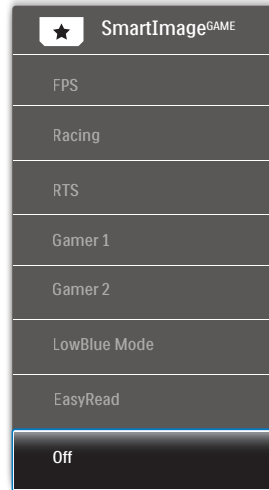 SmartImageGAME
FPS
Racing
RTS
Gamer 1
Gamer 2
LowBlue Mode
EasyRead
Off